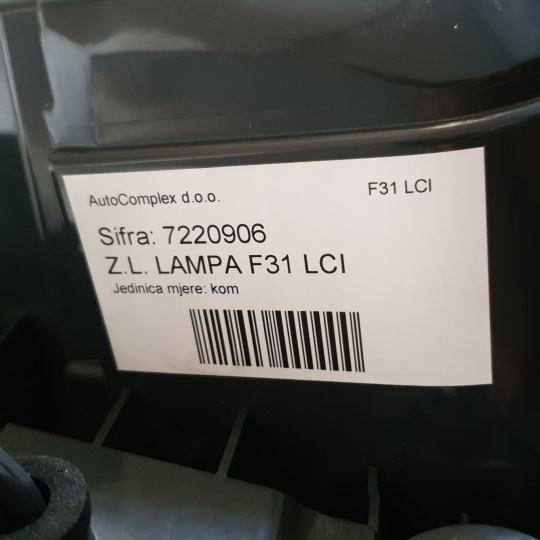 AutoComplex d.o.o.
F31 LCI
Sifra: 7220906
Z.L. LAMPA F31 LCI
Jedinica mjere: kom